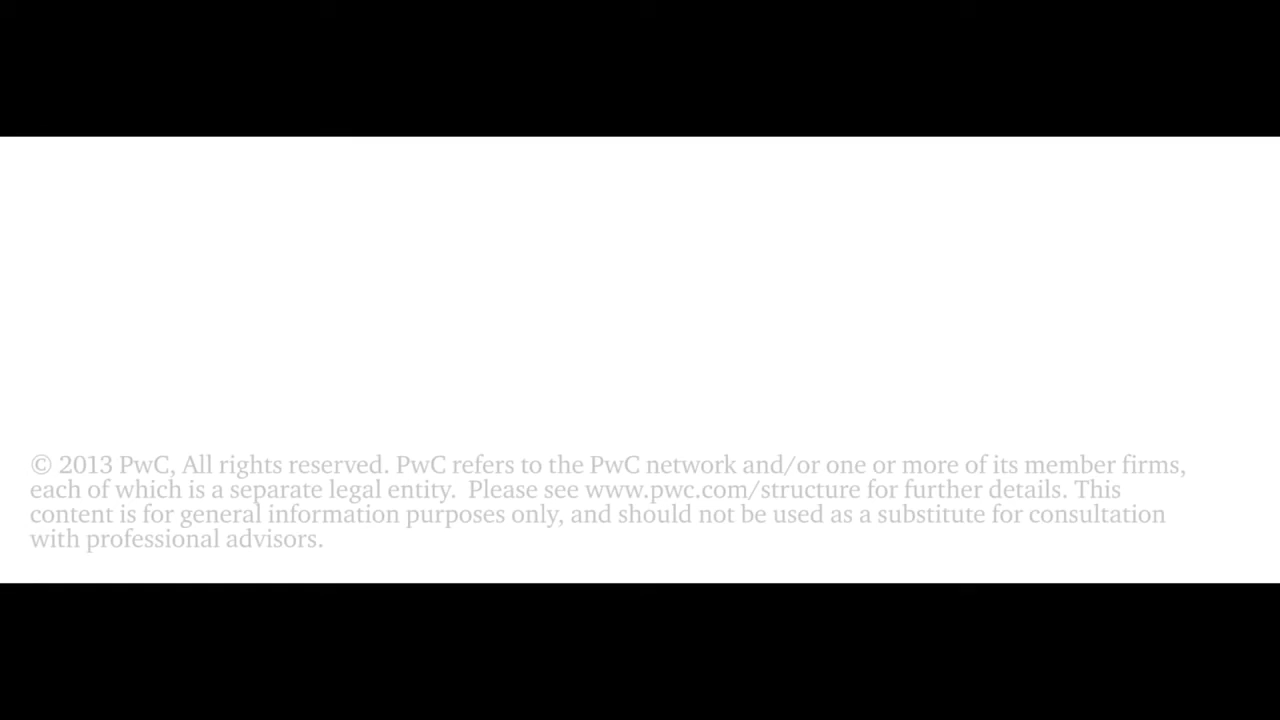 © 2013 PwC, All rights reserved. PwC refers to the PwC network and/or one or more of its member firms,
each of which is a separate legal entity.  Please see www.pwc.com/structure for further details. This
content is for general information purposes only, and should not be used as a substitute for consultation
with professional advisors.